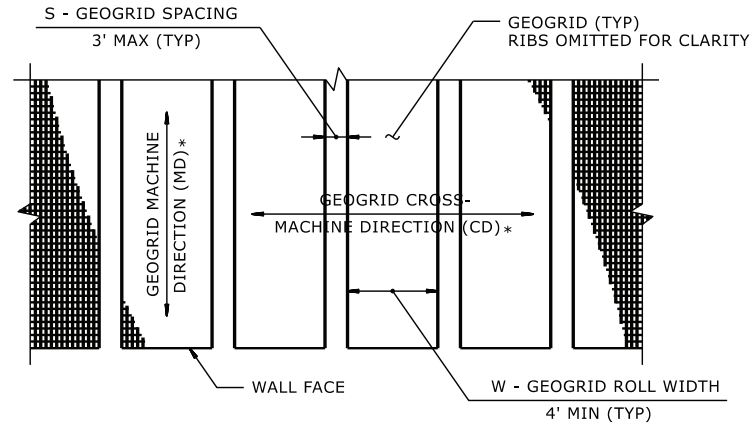 S - GEOGRID SPACING
3' MAX (TYP)
GEOGRID (TYP)
RIBS OMITTED FOR CLARITY
GEOGRID MACHINE
DIRECTION (MD)*
GEOGRID CROSS-
MACHINE DIRECTION (CD)*
WALL FACE
W - GEOGRID ROLL WIDTH
4' MIN (TYP)